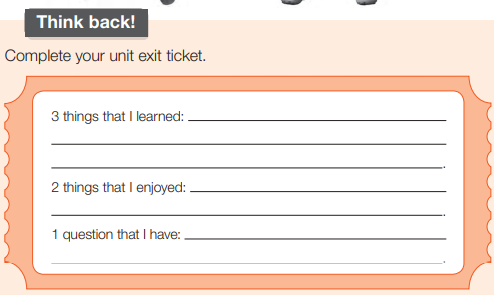 Think back!
Complete your unit exit ticket.
3 things that I learned:
.
2 things that I enjoyed:
.
1 question that I have:
.